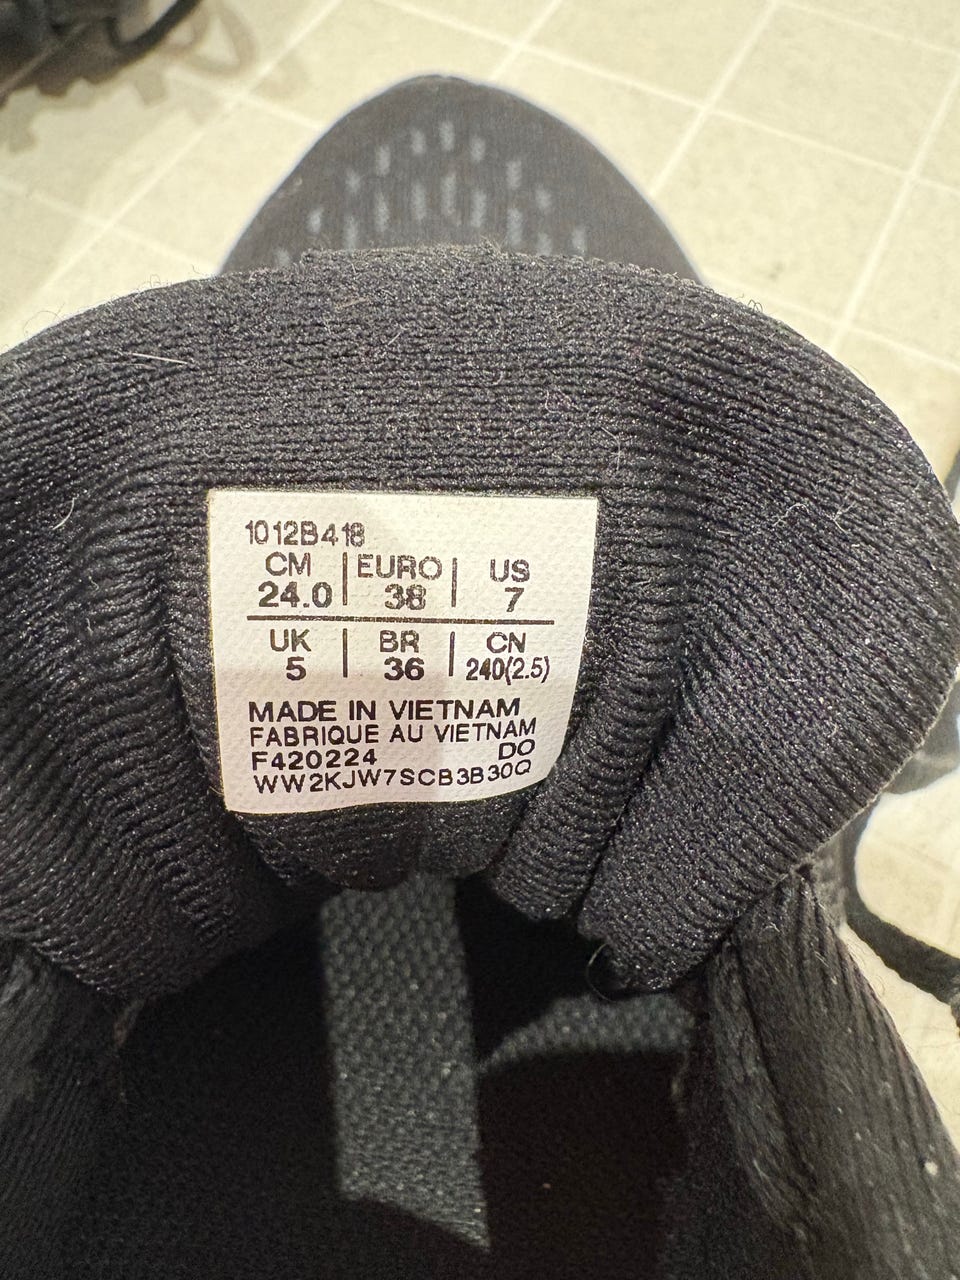 1012B418
CM | EURO | US
24.0 | 38 | 7
UK | BR | CN
5 | 36 | 240(2.5)
MADE IN VIETNAM
FABRIQUE AU VIETNAM
F420224 DO
WW2KJW7SCB3B30Q